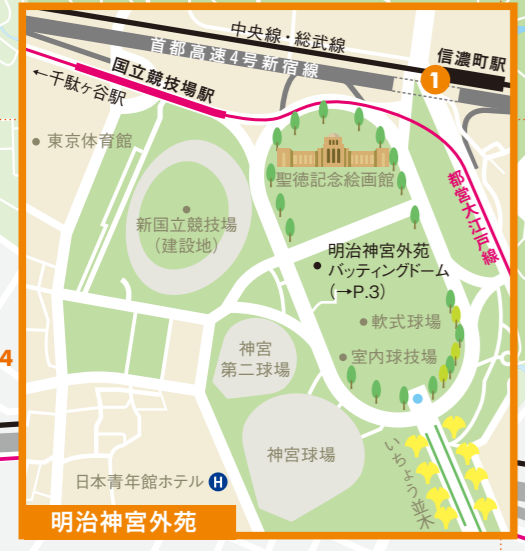 中央線・総武線
首都高速4号新宿線
信濃町駅
1
←千駄ヶ谷駅
国立競技場駅
東京体育館
聖徳記念絵画館
都営大江戸線
新国立競技場
(建設地)
明治神宮外苑
バッティングドーム
(→P.3)
軟式球場
室内球技場
神宮
第二球場
4
神宮球場
いちょう並木
日本青年館ホテル H
明治神宮外苑